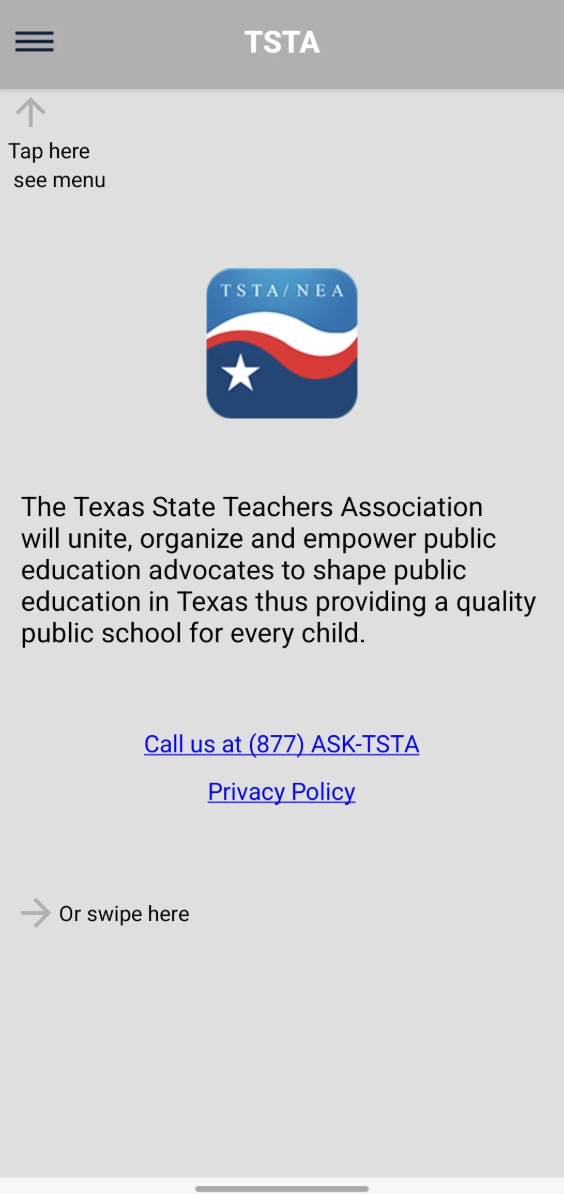 TSTA
Tap here
see menu
TSTA/NEA
The Texas State Teachers Association
will unite, organize and empower public
education advocates to shape public
education in Texas thus providing a quality
public school for every child.
Call us at (877) ASK-TSTA
Privacy Policy
Or swipe here